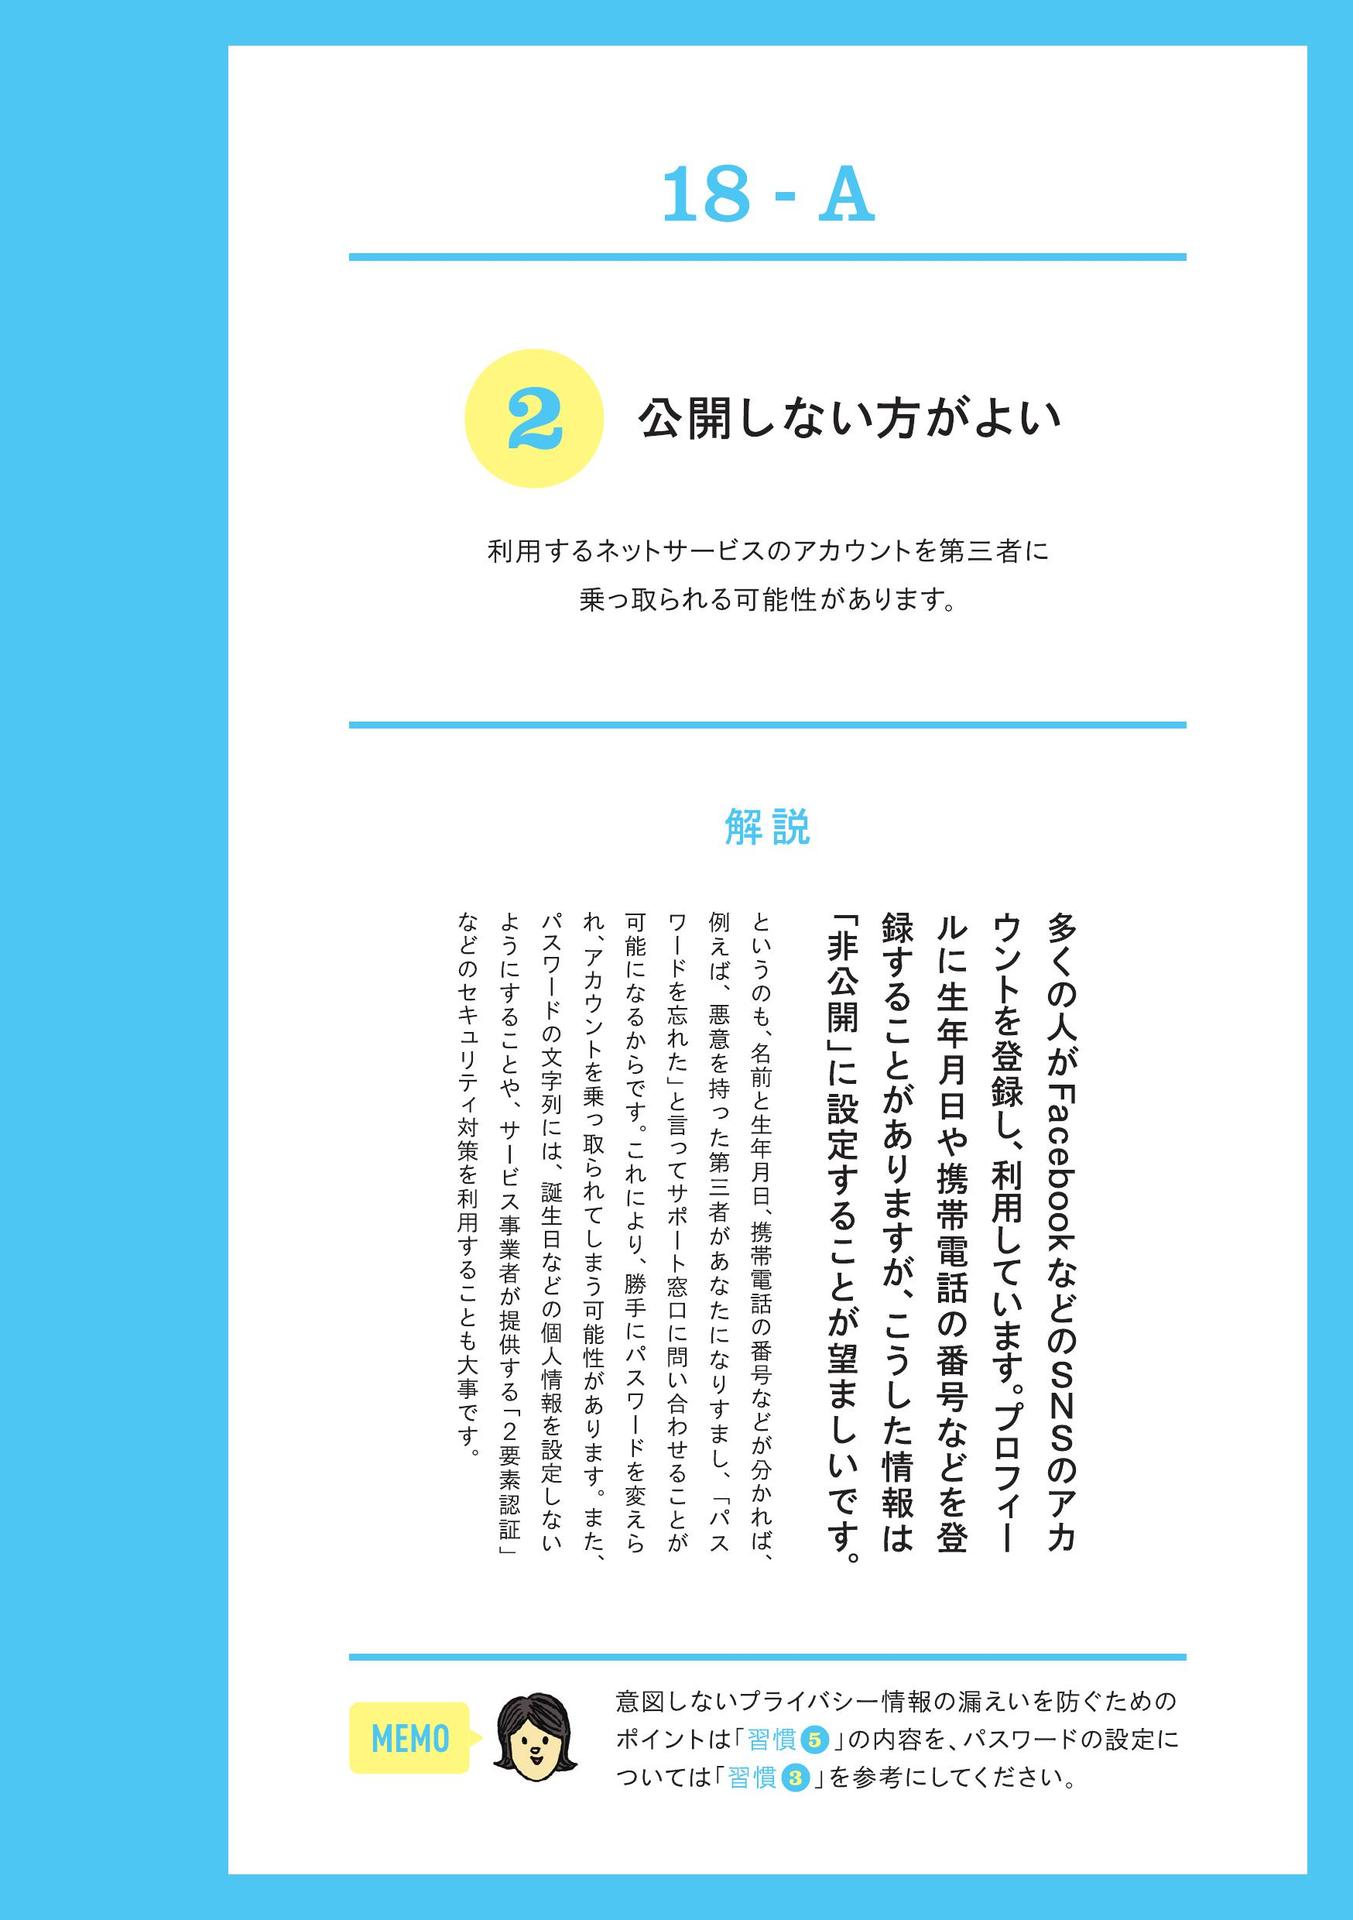 18 - A
2 公開しない方がよい
利用するネットサービスのアカウントを第三者に
乗っ取られる可能性があります。
解説
多くの人がFacebookなどのSNSのアカ
ウントを登録し、利用しています。プロフィー
ルに生年月日や携帯電話の番号などを登
録することがありますが、こうした情報は
「非公開」に設定することが望ましいです。
というのも、名前と生年月日、携帯電話の番号などが分かれば、
例えば、悪意を持った第三者があなたになりすまし、「パス
ワードを忘れた」と言ってサポート窓口に問い合わせることが
可能になるからです。これにより、勝手にパスワードを変えら
れ、アカウントを乗っ取られてしまう可能性があります。また、
パスワードの文字列には、誕生日などの個人情報を設定しない
ようにすることや、サービス事業者が提供する「2要素認証」
などのセキュリティ対策を利用することも大事です。
MEMO
意図しないプライバシー情報の漏えいを防ぐための
ポイントは「習慣5」の内容を、パスワードの設定に
ついては「習慣3」を参考にしてください。